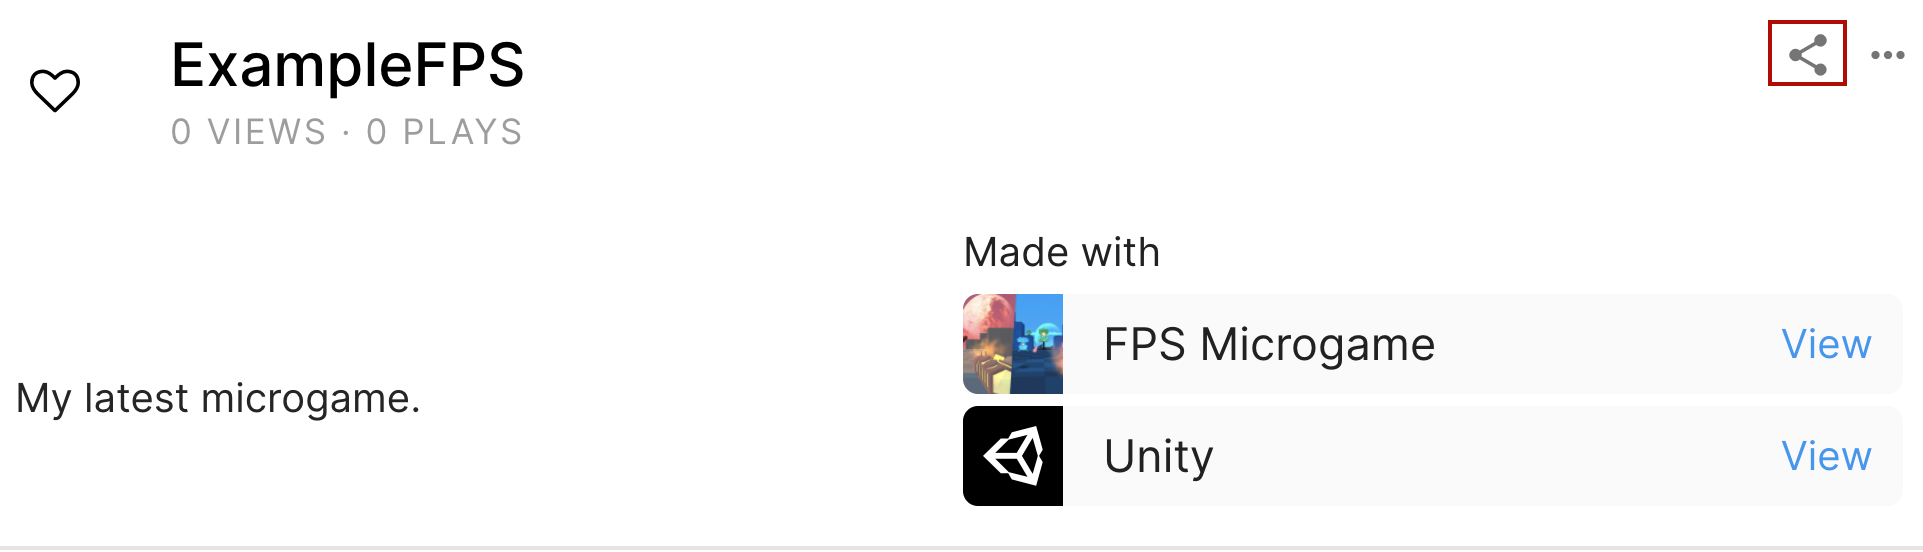 ExampleFPS
0 VIEWS · 0 PLAYS
Made with
FPS Microgame View
My latest microgame.
Unity View